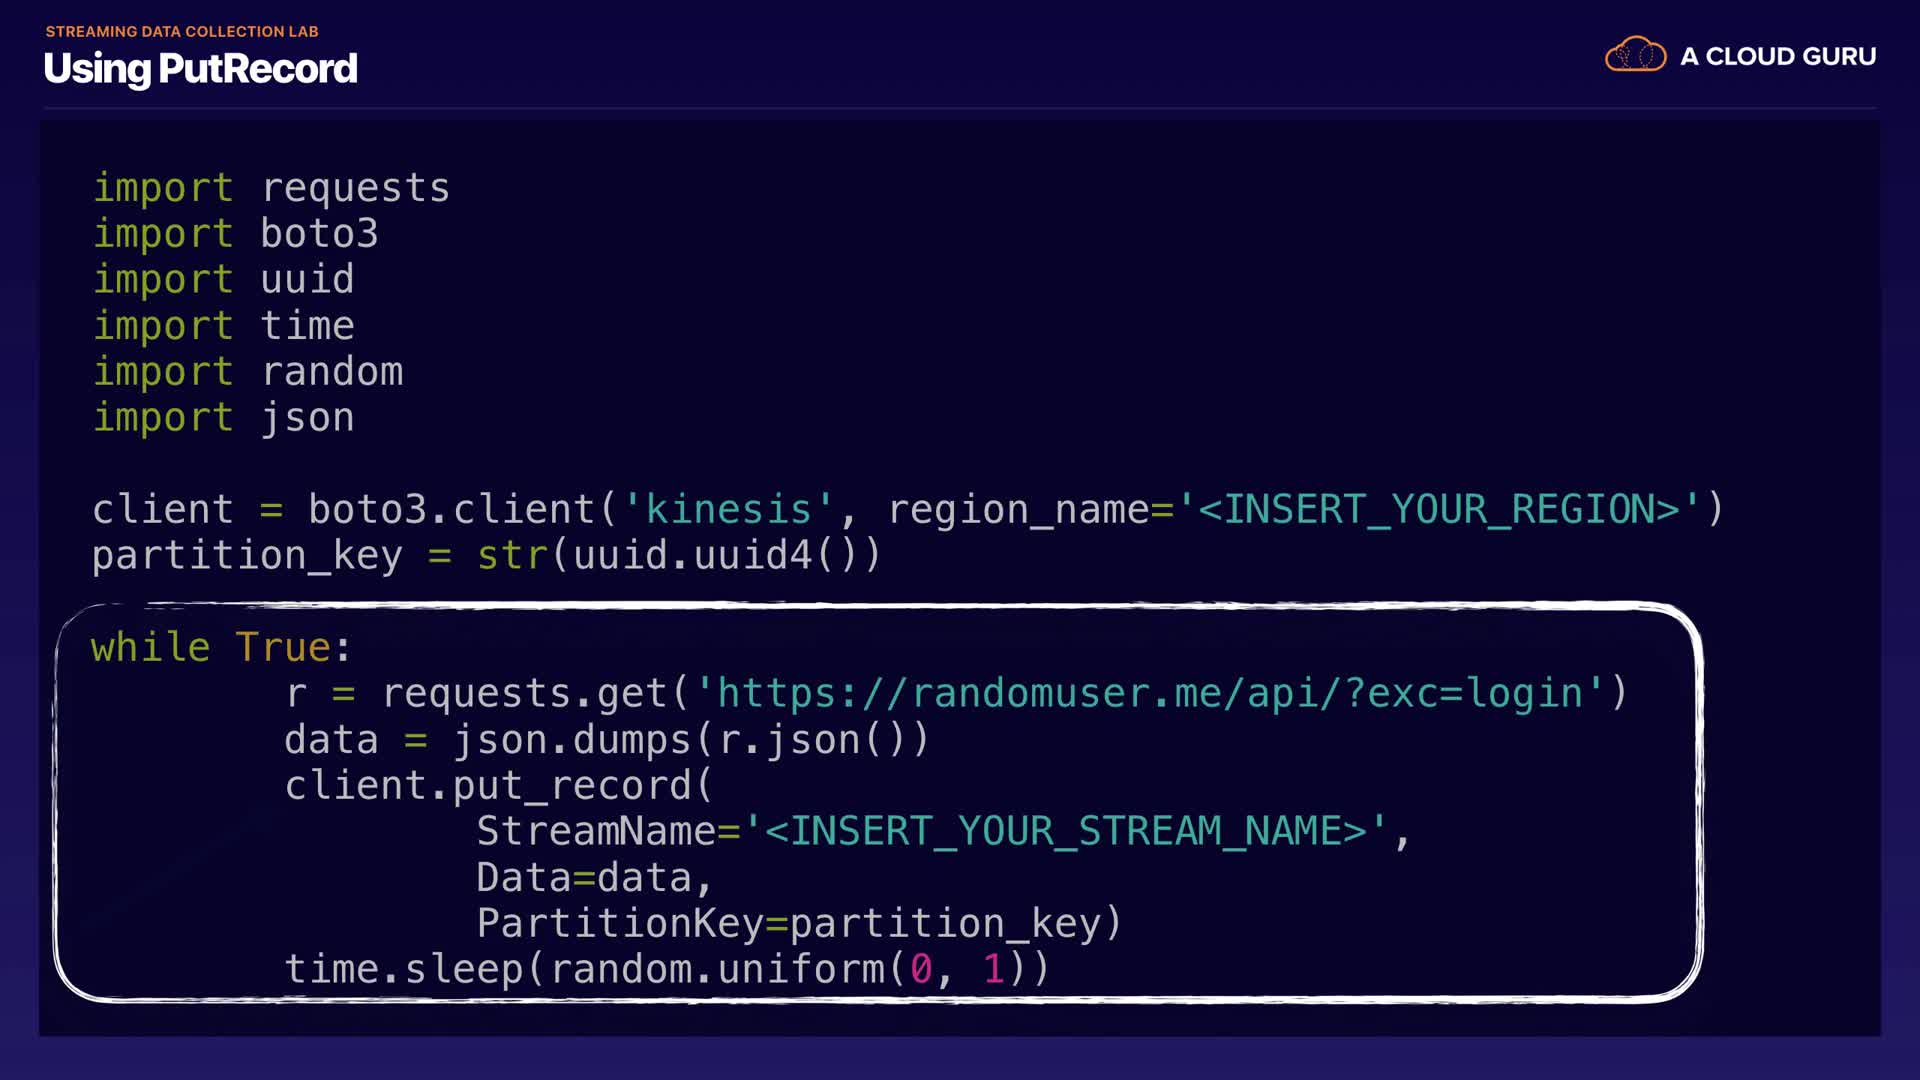 STREAMING DATA COLLECTION LAB
Using PutRecord
A CLOUD GURU
import requests
import boto3
import uuid
import time
import random
import json
client = boto3.client('kinesis', region_name='<INSERT_YOUR_REGION>')
partition_key = str(uuid.uuid4())
while True:
        r = requests.get('https://randomuser.me/api/?exc=login')
        data = json.dumps(r.json())
        client.put_record(
                StreamName='<INSERT_YOUR_STREAM_NAME>',
                Data=data,
                PartitionKey=partition_key)
        time.sleep(random.uniform(0, 1))